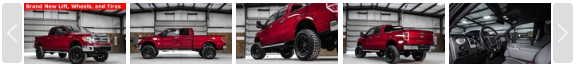 Brand New Lift, Wheels, and Tires